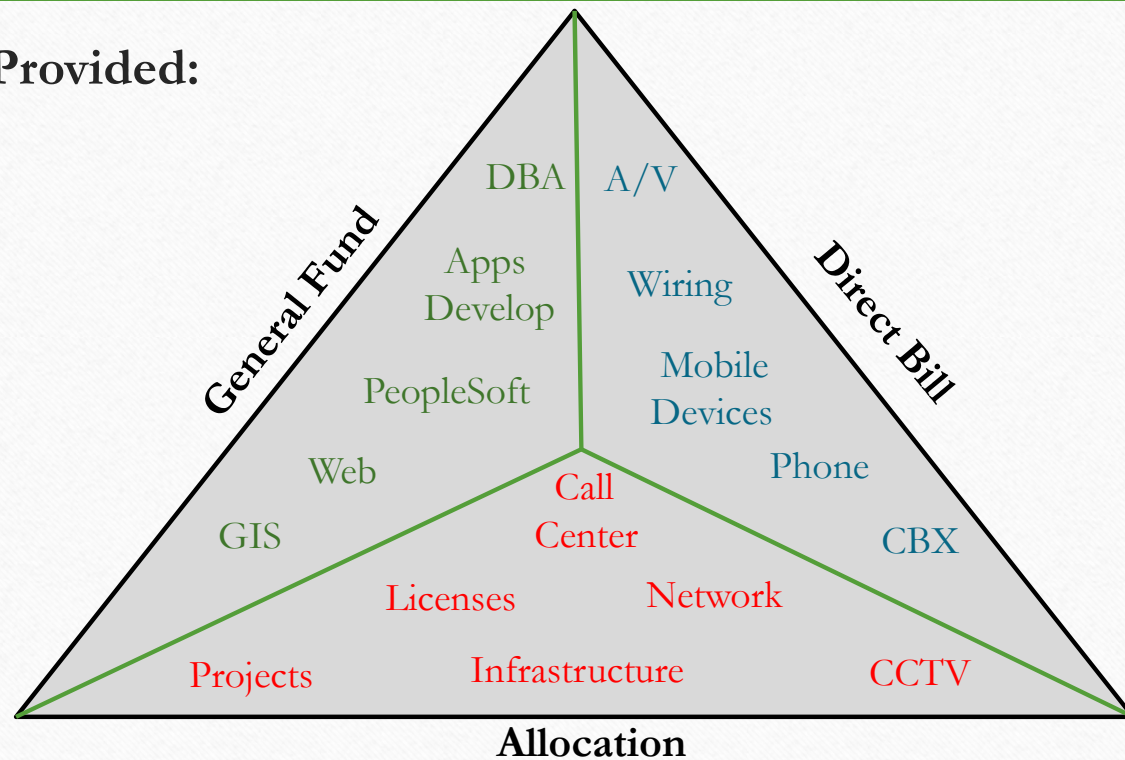 Provided:
General Fund
Direct Bill
DBA
Apps
Develop
PeopleSoft
Web
GIS
A/V
Wiring
Mobile
Devices
Phone
CBX
Call
Center
Licenses
Network
Projects
Infrastructure
CCTV
Allocation